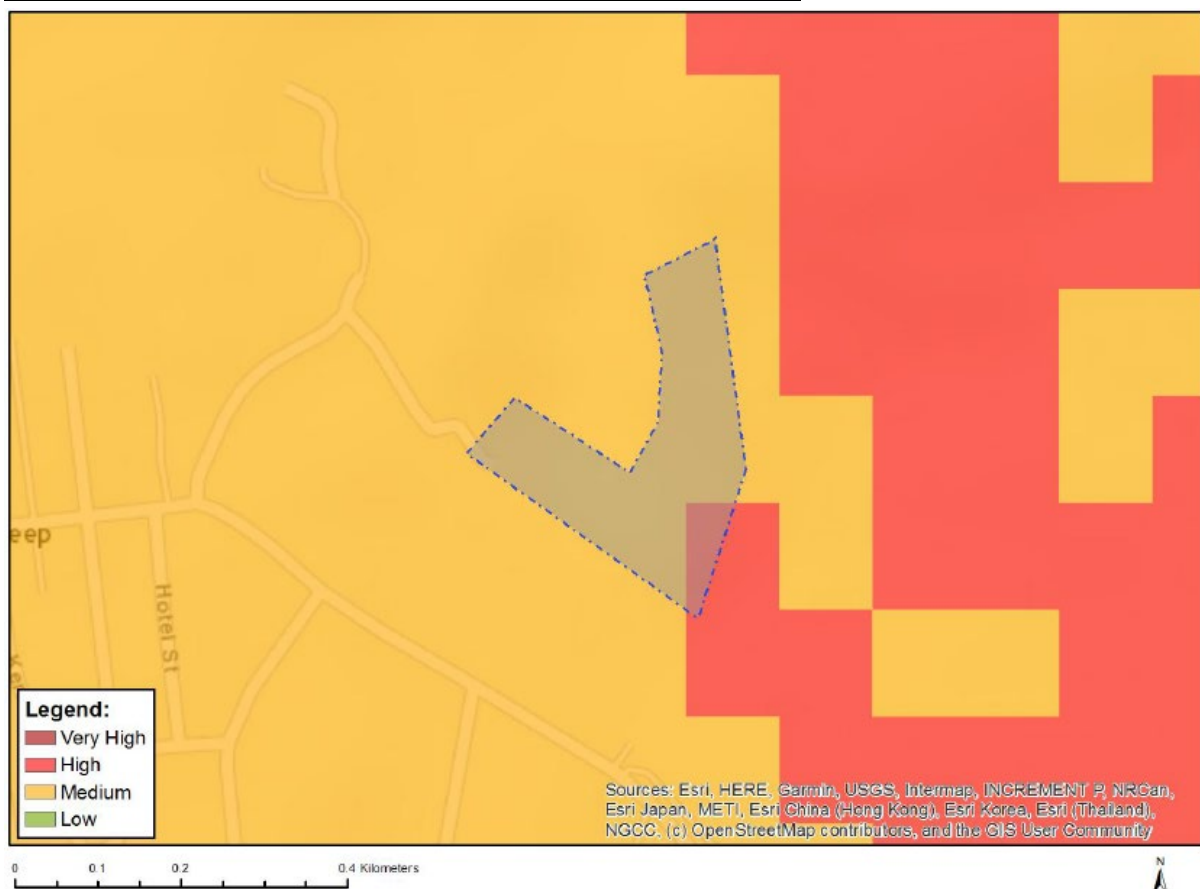 eep
Hotel St
Ke
Legend:
Very High
High
Medium
Low
Sources: Esri, HERE, Garmin, USGS, Intermap, INCREMENT P, NRCan,
Esri Japan, METI, Esri China (Hong Kong), Esri Korea, Esri (Thailand),
NGCC, (c) OpenStreetMap contributors, and the GIS User Community
0 0.1 0.2 0.4 Kilometers
N